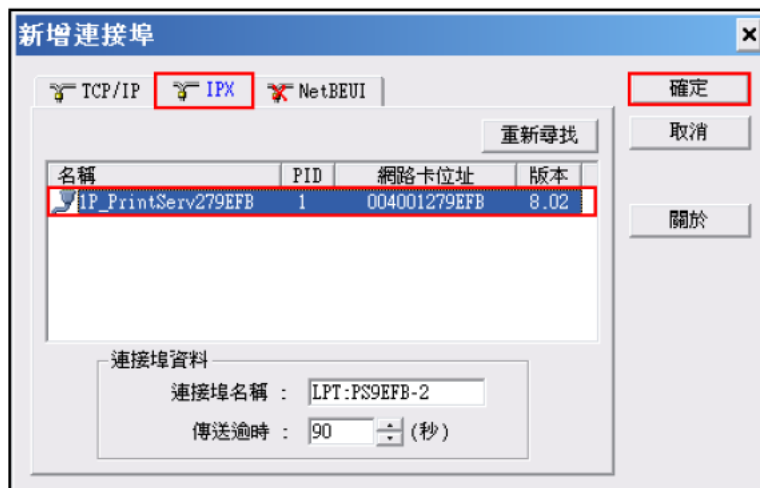 新增連接埠
TCP/IP IPX NetBEUI
確定
重新尋找
取消
名稱 PID 網路卡位址 版本
1P_PrintServ279EFB 1 004001279EFB 8.02
關於
連接埠資料
連接埠名稱 : LPT:PS9EFB-2
傳送逾時 : 90 (秒)